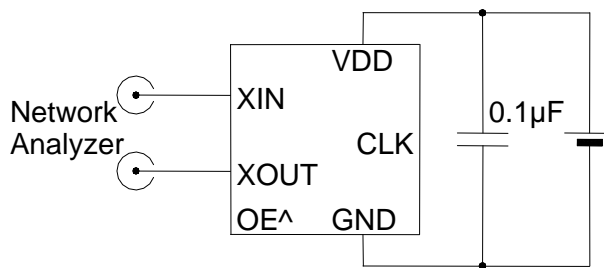 VDD
Network
Analyzer
XIN
0.1µF
CLK
XOUT
OE^
GND